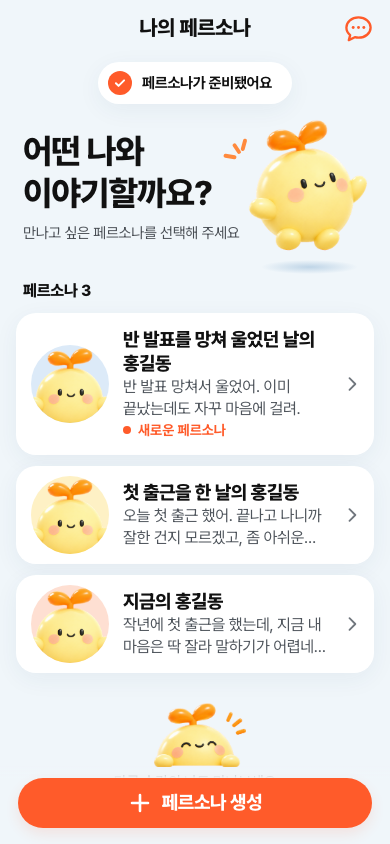 나의 페르소나
페르소나가 준비됐어요
어떤 나와
이야기할까요?
만나고 싶은 페르소나를 선택해 주세요
페르소나 3
반 발표를 망쳐 울었던 날의
홍길동
반 발표 망쳐서 울었어. 이미
끝났는데도 자꾸 마음에 걸려.
새로운 페르소나
첫 출근을 한 날의 홍길동
오늘 첫 출근 했어. 끝나고 나니까
잘한 건지 모르겠고, 좀 아쉬운...
지금의 홍길동
작년에 첫 출근을 했는데, 지금 내
마음은 딱 잘라 말하기가 어렵네...
페르소나 생성